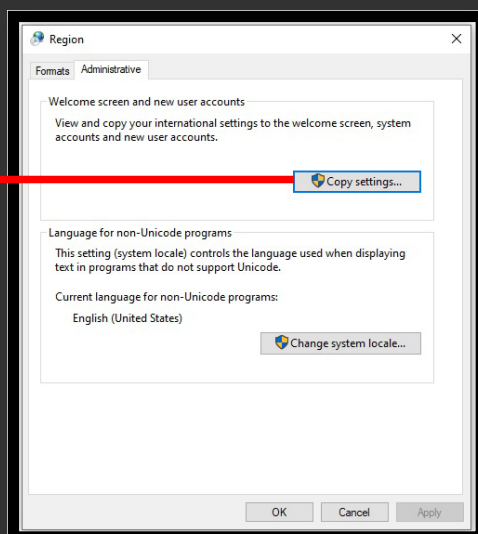 Region
Formats Administrative
Welcome screen and new user accounts
View and copy your international settings to the welcome screen, system
accounts and new user accounts.
Copy settings...
Language for non-Unicode programs
This setting (system locale) controls the language used when displaying
text in programs that do not support Unicode.
Current language for non-Unicode programs:
English (United States)
Change system locale...
OK Cancel Apply